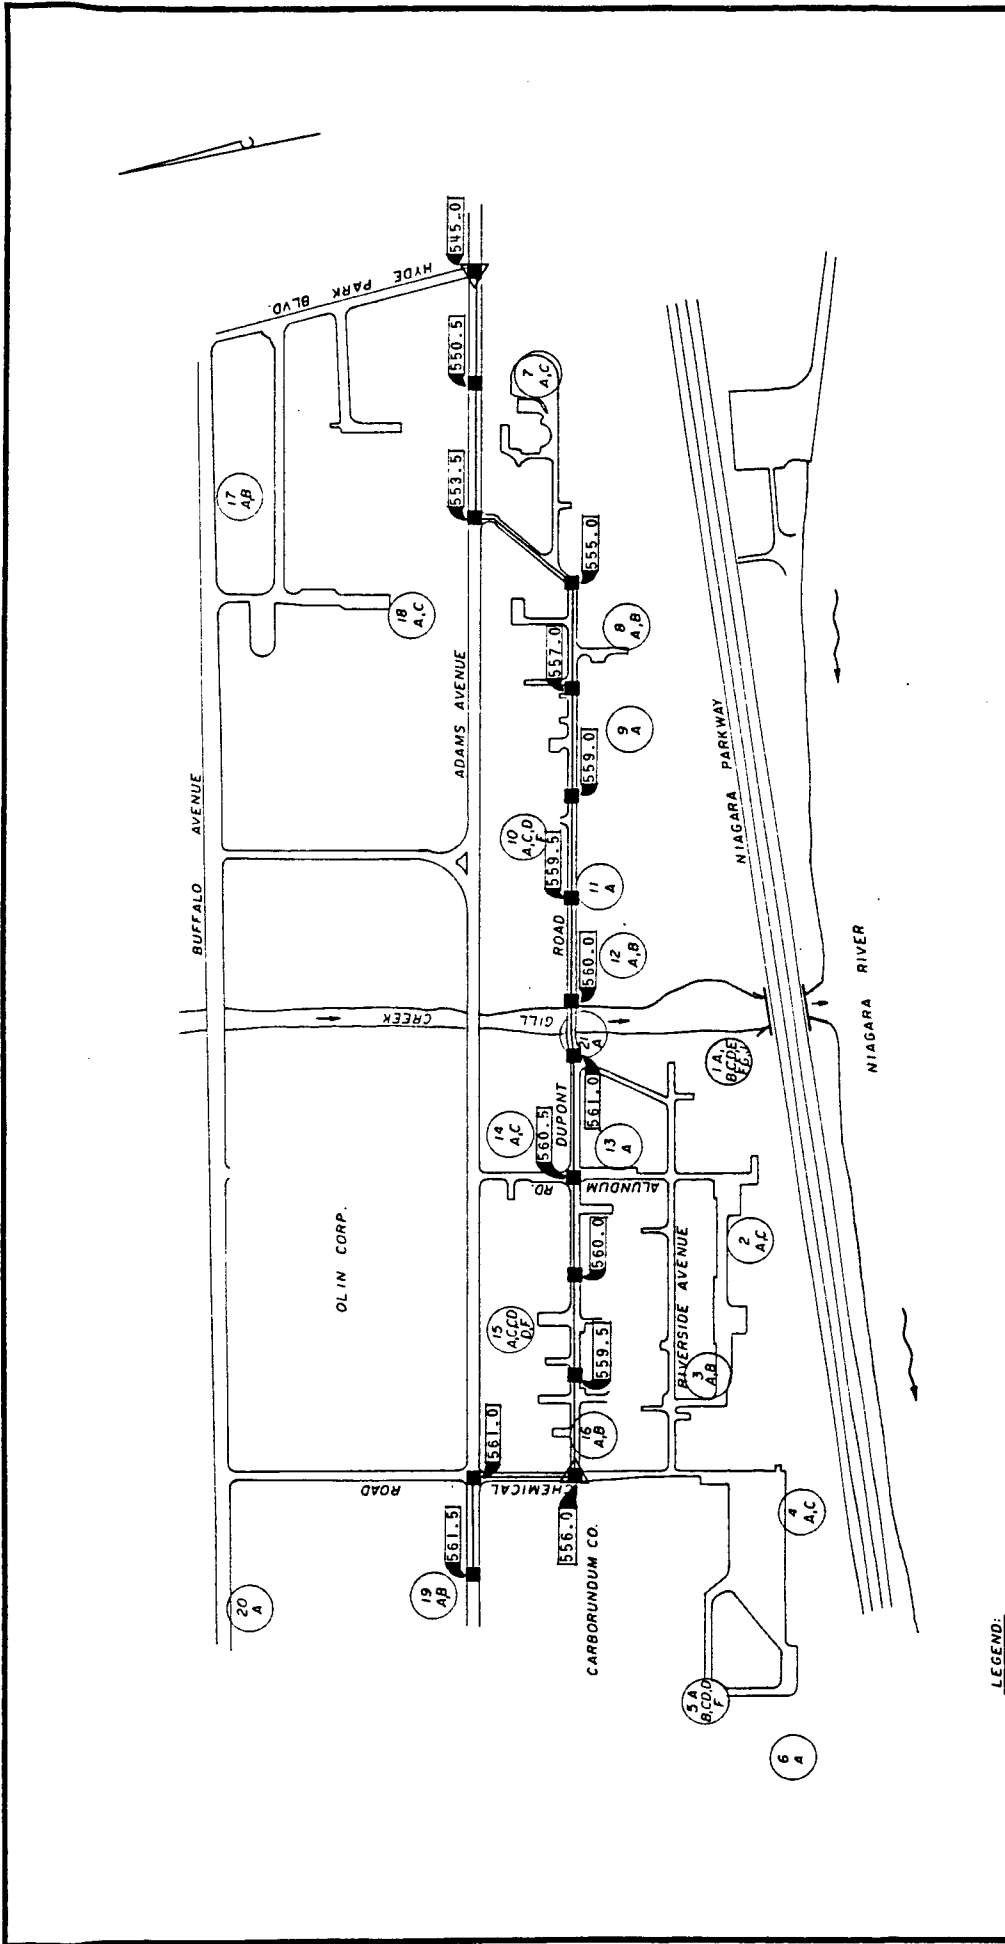 BUFFALO AVENUE
HYDE PARK BLVD.
ADAMS AVENUE
OLIN CORP.
CREEK
GILL
ROAD
DUPONT
ALUNDUM
RD.
CHEMICAL
ROAD
RIVERSIDE AVENUE
CARBORUNDUM CO.
NIAGARA PARKWAY
NIAGARA RIVER
545.0
550.5
553.5
555.0
557.0
559.0
559.5
560.0
561.0
560.5
560.0
559.5
556.0
561.0
561.5
20
A
19
A,B
17
A,B
18
A,C
7
A,C
8
A,B
9
A
10
A,C,D
11
A
12
A,B
21
A
1 A,
B,C,D,E
13
A
14
A,C
15
A,C,CD
D,F
16
A,B
2
A,C
3
A,B
4
A,C
5 A
B,CD,D
F
6
A
LEGEND: